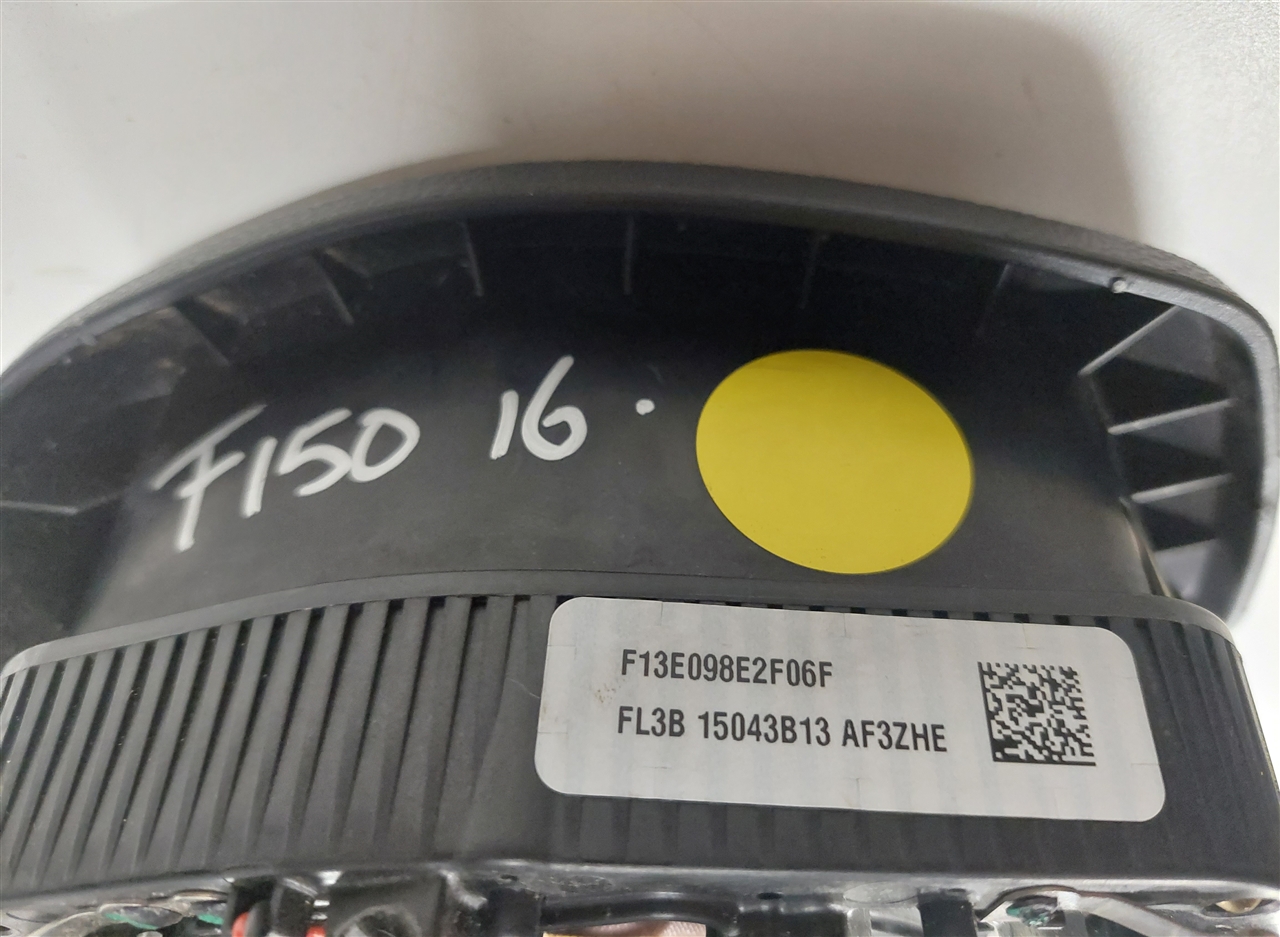 F150 16.
F13E098E2F06F
FL3B 15043B13 AF3ZHE